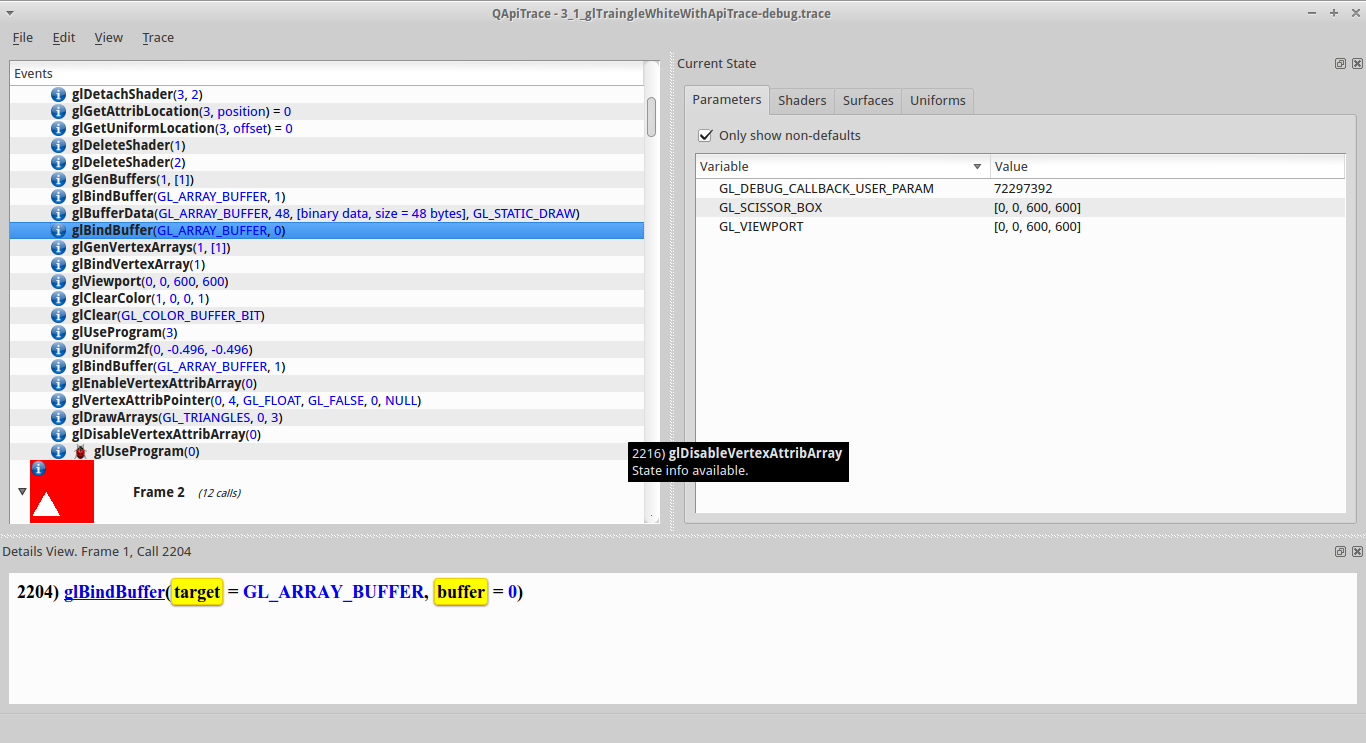 QApiTrace - 3_1_glTraingleWhiteWithApiTrace-debug.trace
File Edit View Trace
Events
glDetachShader(3, 2)
glGetAttribLocation(3, position) = 0
glGetUniformLocation(3, offset) = 0
glDeleteShader(1)
glDeleteShader(2)
glGenBuffers(1, [1])
glBindBuffer(GL_ARRAY_BUFFER, 1)
glBufferData(GL_ARRAY_BUFFER, 48, [binary data, size = 48 bytes], GL_STATIC_DRAW)
glBindBuffer(GL_ARRAY_BUFFER, 0)
glGenVertexArrays(1, [1])
glBindVertexArray(1)
glViewport(0, 0, 600, 600)
glClearColor(1, 0, 0, 1)
glClear(GL_COLOR_BUFFER_BIT)
glUseProgram(3)
glUniform2f(0, -0.496, -0.496)
glBindBuffer(GL_ARRAY_BUFFER, 1)
glEnableVertexAttribArray(0)
glVertexAttribPointer(0, 4, GL_FLOAT, GL_FALSE, 0, NULL)
glDrawArrays(GL_TRIANGLES, 0, 3)
glDisableVertexAttribArray(0)
glUseProgram(0)
Frame 2 (12 calls)
2216) glDisableVertexAttribArray
State info available.
Current State
Parameters Shaders Surfaces Uniforms
Only show non-defaults
Variable Value
GL_DEBUG_CALLBACK_USER_PARAM 72297392
GL_SCISSOR_BOX [0, 0, 600, 600]
GL_VIEWPORT [0, 0, 600, 600]
Details View. Frame 1, Call 2204
2204) glBindBuffer(target = GL_ARRAY_BUFFER, buffer = 0)